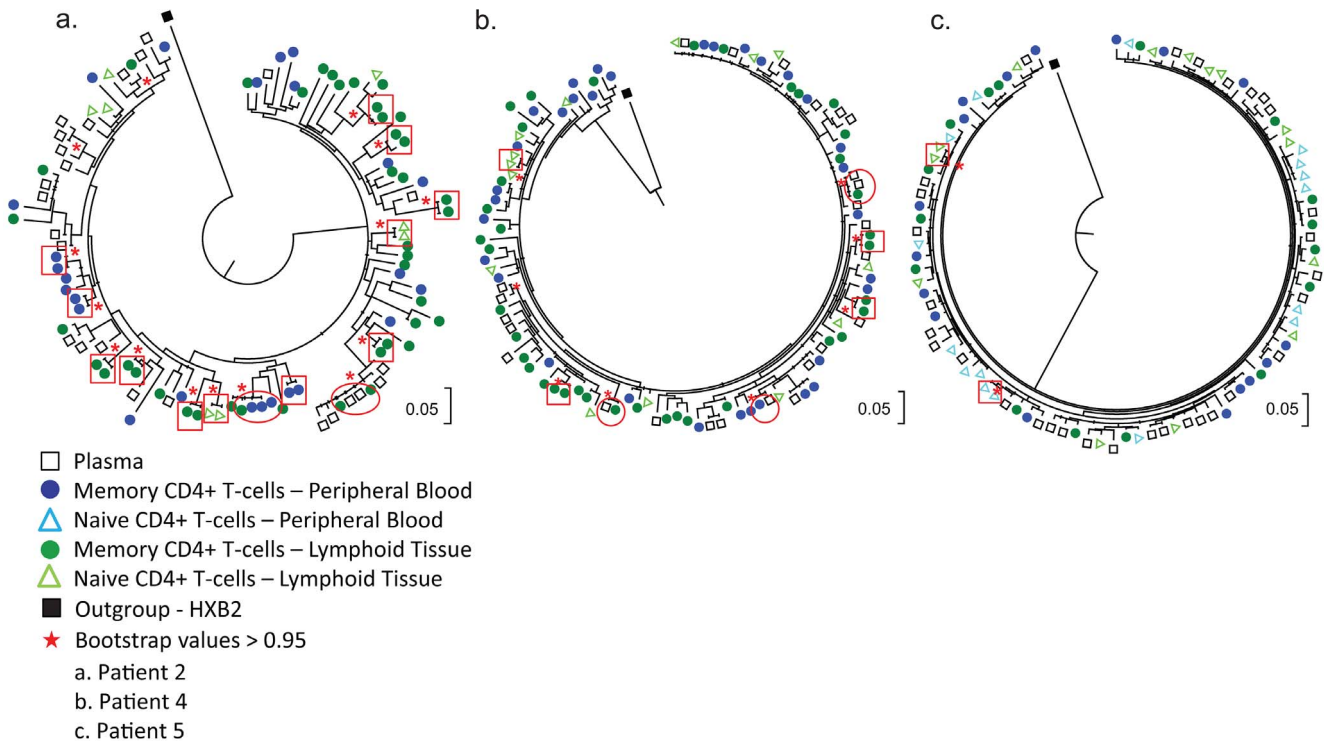 a.
b.
c.
0.05
0.05
0.05
Plasma
Memory CD4+ T-cells – Peripheral Blood
Naive CD4+ T-cells – Peripheral Blood
Memory CD4+ T-cells – Lymphoid Tissue
Naive CD4+ T-cells – Lymphoid Tissue
Outgroup - HXB2
Bootstrap values > 0.95
a. Patient 2
b. Patient 4
c. Patient 5